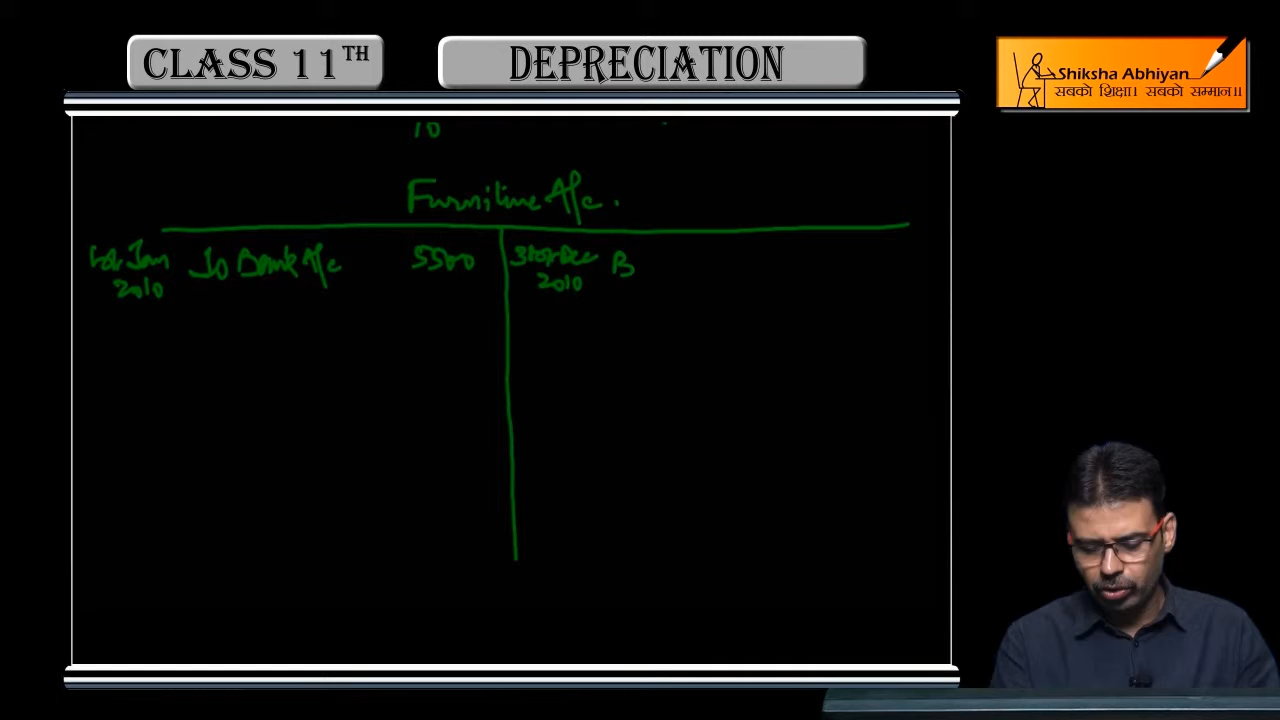 CLASS 11TH
DEPRECIATION
Shiksha Abhiyan
सबको शिक्षा। सबको सम्मान।।
10
Furniture A/c.
1st Jan 2010 To Bank A/c 5500
31st Dec 2010 B